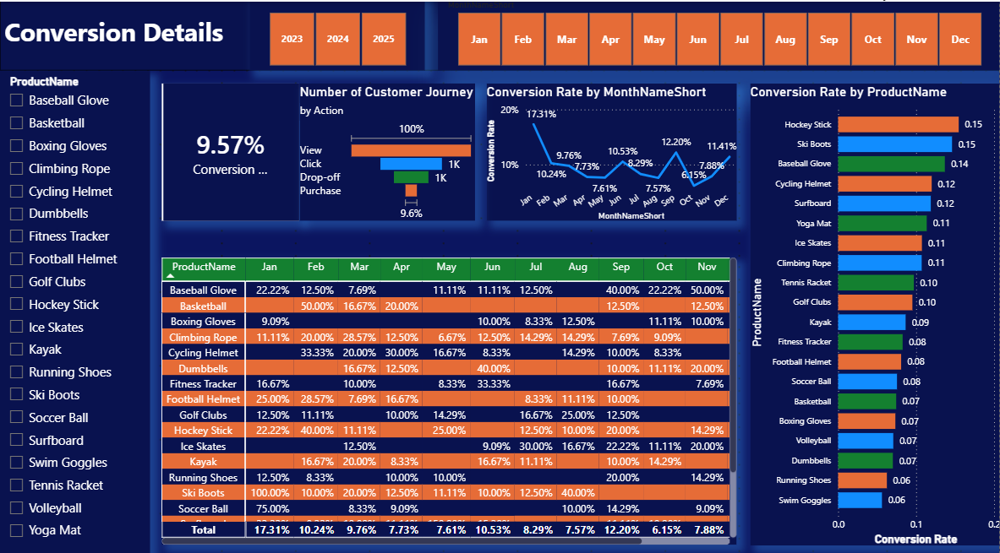 MonthNameShort
Conversion Details
2023 2024 2025
Jan Feb Mar Apr May Jun Jul Aug Sep Oct Nov Dec
ProductName
Baseball Glove
Basketball
Boxing Gloves
Climbing Rope
Cycling Helmet
Dumbbells
Fitness Tracker
Football Helmet
Golf Clubs
Hockey Stick
Ice Skates
Kayak
Running Shoes
Ski Boots
Soccer Ball
Surfboard
Swim Goggles
Tennis Racket
Volleyball
Yoga Mat
9.57%
Conversion ...
Number of Customer Journey
by Action
100%
View
Click 1K
Drop-off 1K
Purchase
9.6%
Conversion Rate by MonthNameShort
Conversion Rate
20%
10%
17.31% 10.24% 9.76% 7.73% 7.61% 10.53% 8.29% 7.57% 12.20% 6.15% 7.88% 11.41%
Jan Feb Mar Apr May Jun Jul Aug Sep Oct Nov Dec
MonthNameShort
ProductName Jan Feb Mar Apr May Jun Jul Aug Sep Oct Nov
Baseball Glove 22.22% 12.50% 7.69% 11.11% 11.11% 12.50% 40.00% 22.22% 50.00%
Basketball 50.00% 16.67% 20.00% 12.50% 12.50%
Boxing Gloves 9.09% 10.00% 8.33% 12.50% 11.11% 10.00%
Climbing Rope 11.11% 20.00% 28.57% 12.50% 6.67% 12.50% 14.29% 14.29% 7.69% 9.09%
Cycling Helmet 33.33% 20.00% 30.00% 16.67% 8.33% 14.29% 10.00% 8.33%
Dumbbells 16.67% 12.50% 40.00% 10.00% 11.11% 20.00%
Fitness Tracker 16.67% 10.00% 8.33% 33.33% 16.67% 7.69%
Football Helmet 25.00% 28.57% 7.69% 16.67% 8.33% 11.11% 10.00%
Golf Clubs 12.50% 11.11% 10.00% 14.29% 16.67% 25.00% 12.50%
Hockey Stick 22.22% 40.00% 11.11% 25.00% 12.50% 10.00% 20.00% 14.29%
Ice Skates 12.50% 9.09% 30.00% 16.67% 22.22% 11.11% 20.00%
Kayak 16.67% 20.00% 8.33% 16.67% 11.11% 10.00% 14.29%
Running Shoes 12.50% 8.33% 10.00% 10.00% 20.00% 14.29%
Ski Boots 100.00% 10.00% 20.00% 12.50% 11.11% 10.00% 12.50% 40.00%
Soccer Ball 75.00% 8.33% 9.09% 10.00% 14.29% 9.09%
Total 17.31% 10.24% 9.76% 7.73% 7.61% 10.53% 8.29% 7.57% 12.20% 6.15% 7.88%
Conversion Rate by ProductName
ProductName
Hockey Stick 0.15
Ski Boots 0.15
Baseball Glove 0.14
Cycling Helmet 0.12
Surfboard 0.12
Yoga Mat 0.11
Ice Skates 0.11
Climbing Rope 0.11
Tennis Racket 0.10
Golf Clubs 0.10
Kayak 0.09
Fitness Tracker 0.08
Football Helmet 0.08
Soccer Ball 0.08
Basketball 0.07
Boxing Gloves 0.07
Volleyball 0.07
Dumbbells 0.07
Running Shoes 0.06
Swim Goggles 0.06
0.0 0.1 0.2
Conversion Rate